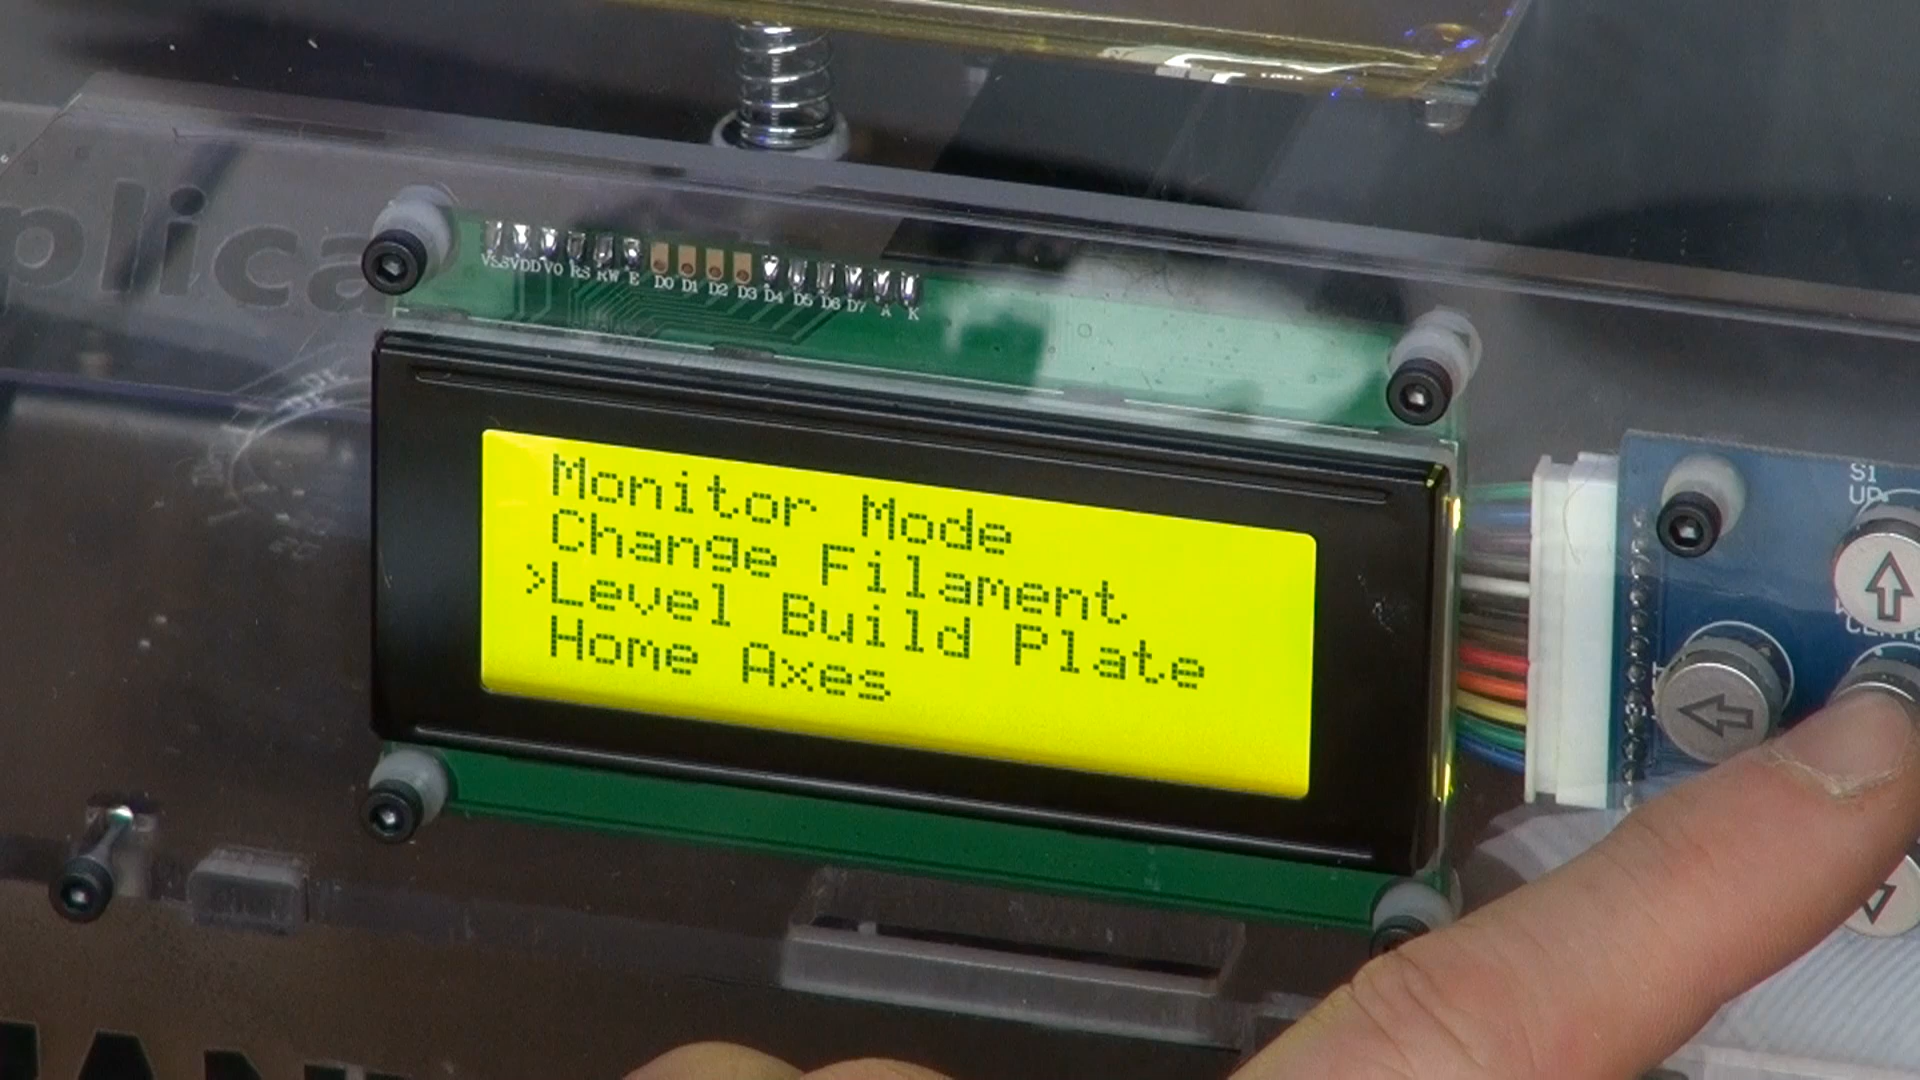 plica
VSS VDD VO RS RW E D0 D1 D2 D3 D4 D5 D6 D7 A K
Monitor Mode
Change Filament
>Level Build Plate
Home Axes
S1
UP